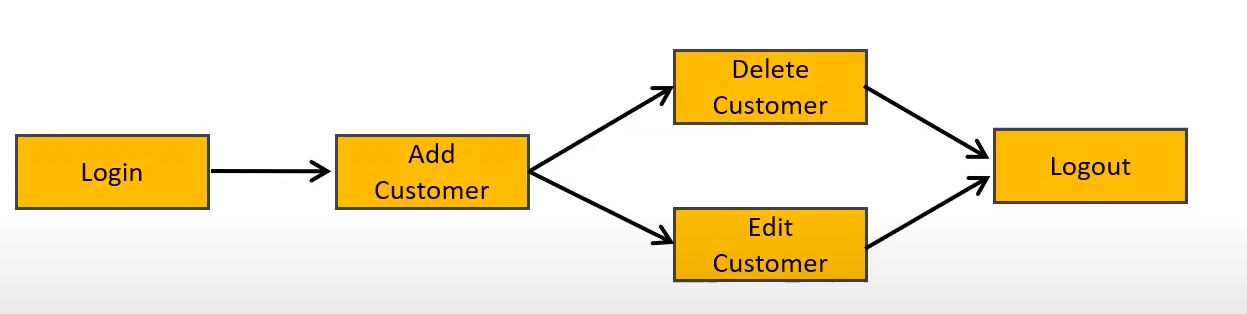 Login
Add
Customer
Delete
Customer
Edit
Customer
Logout